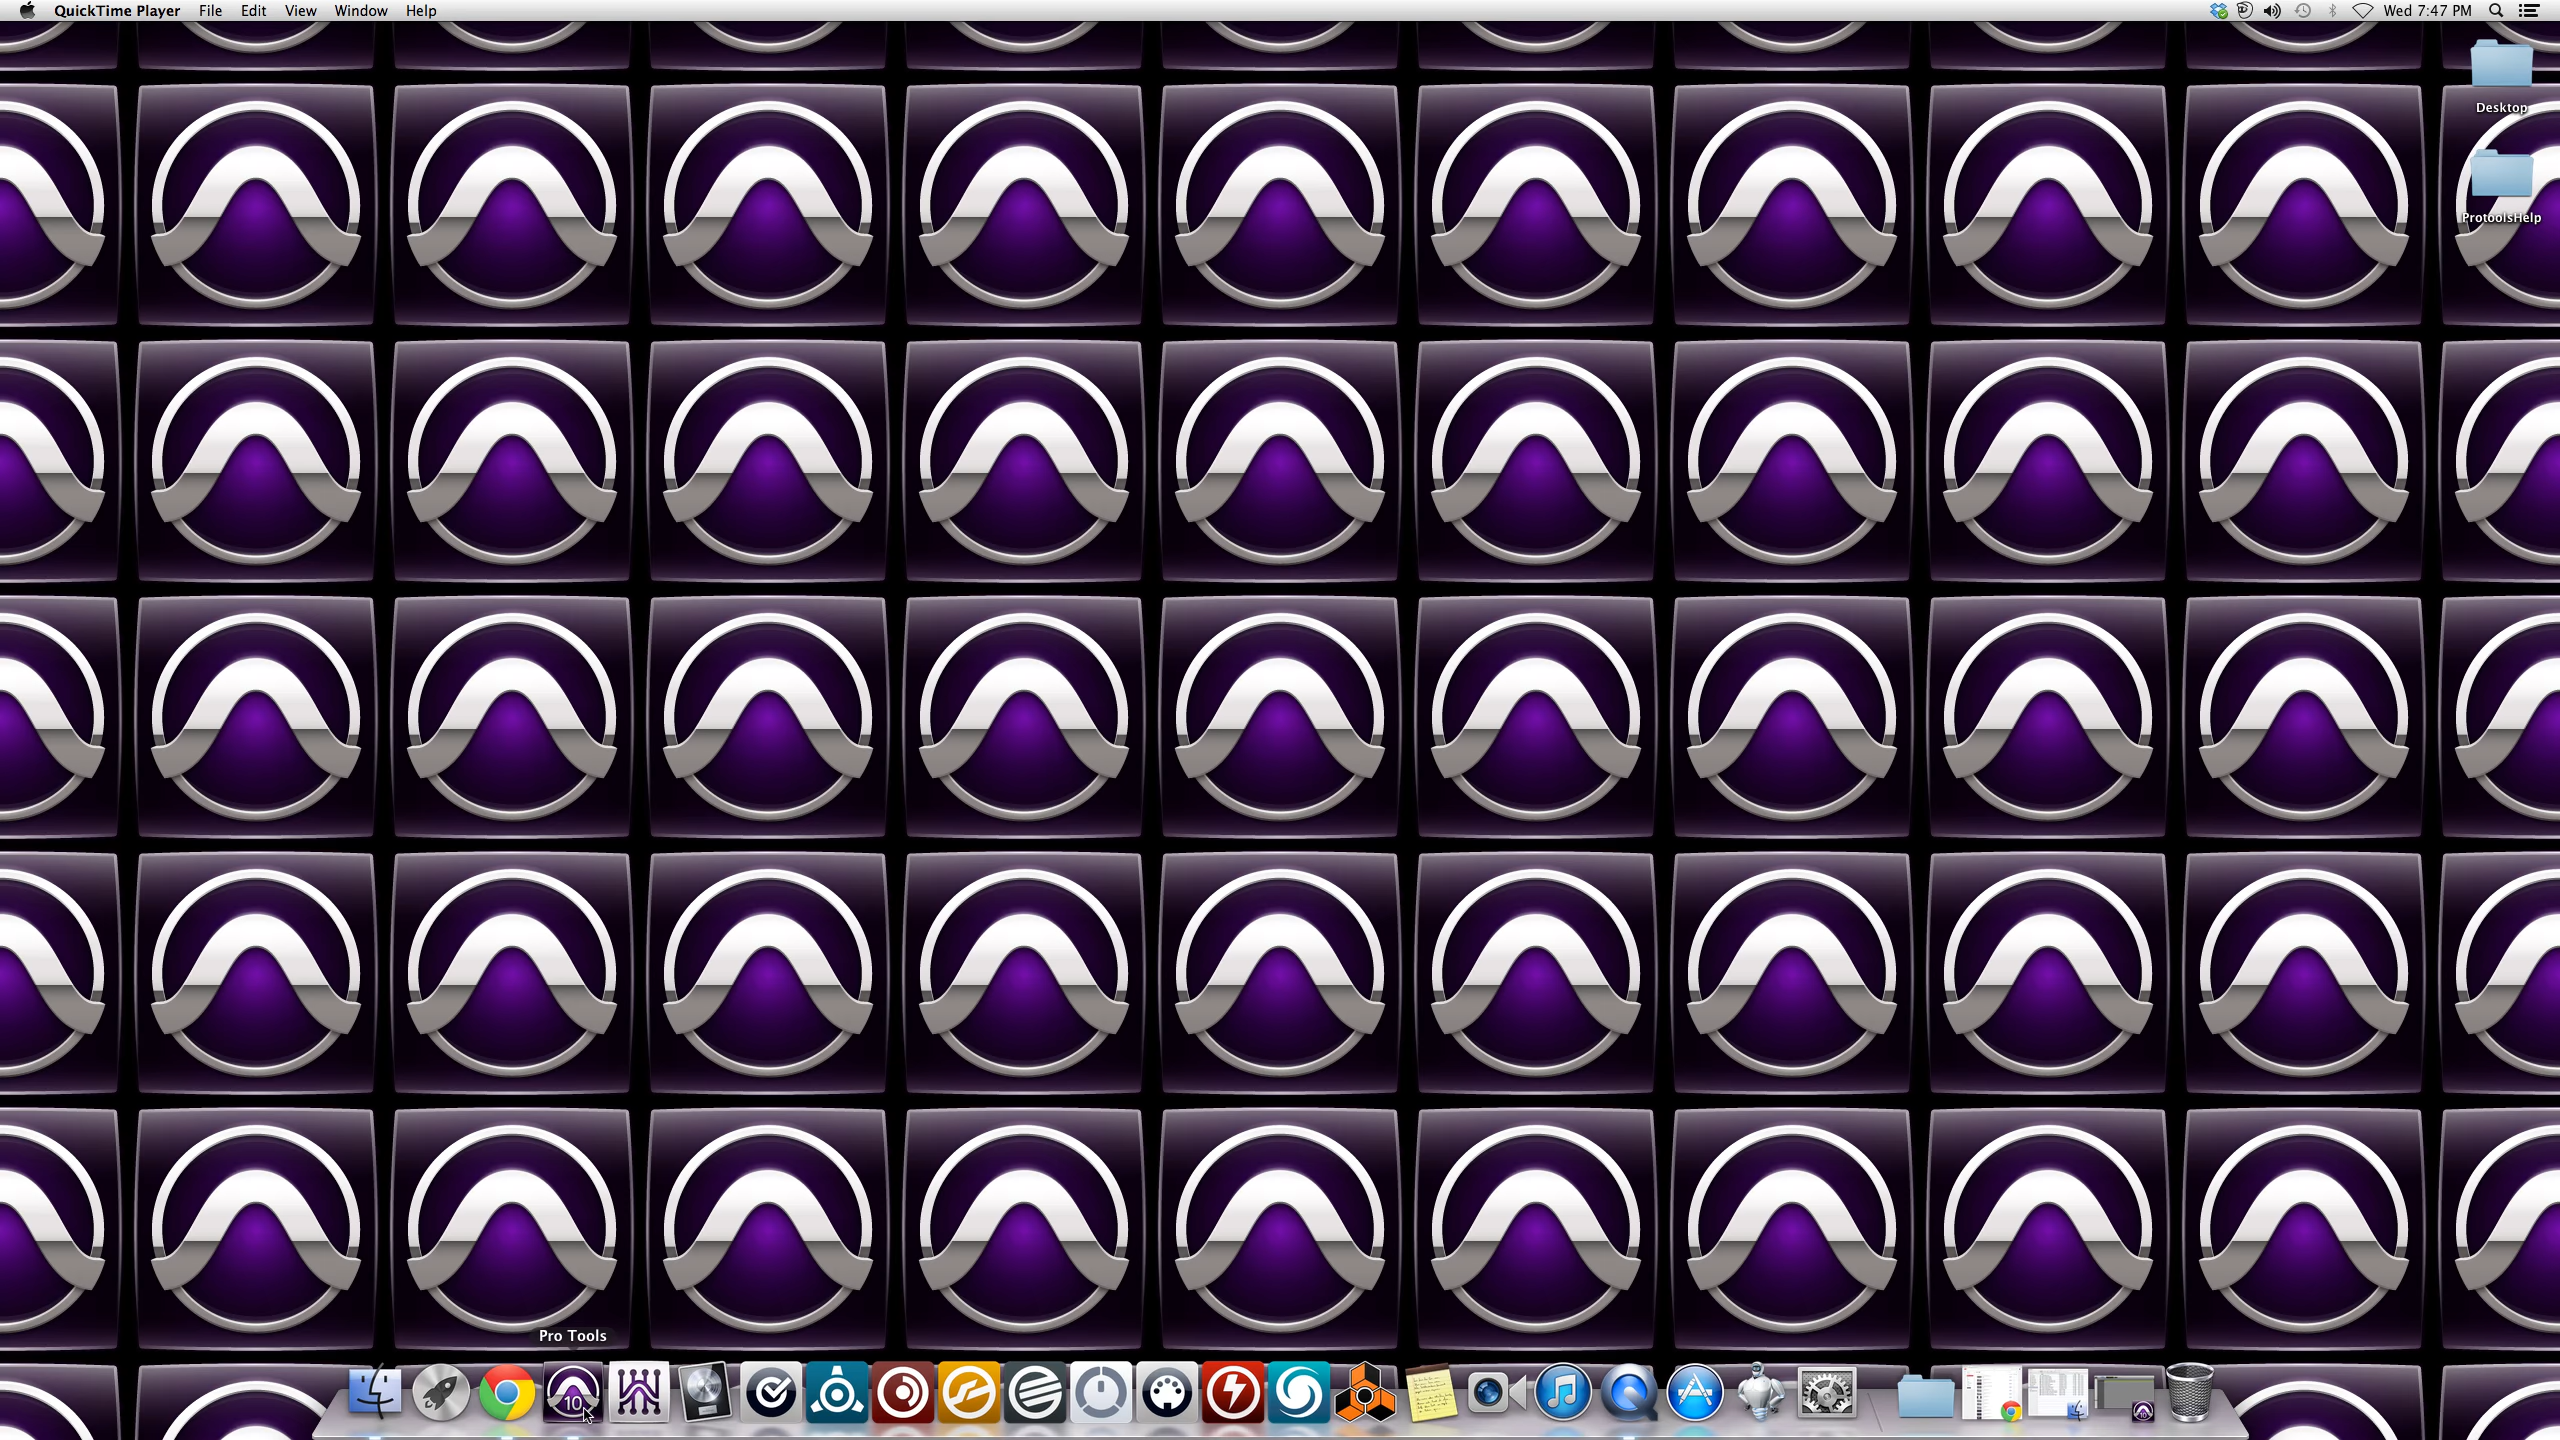 QuickTime Player File Edit View Window Help Wed 7:47 PM
Desktop
ProtoolsHelp
Pro Tools
10